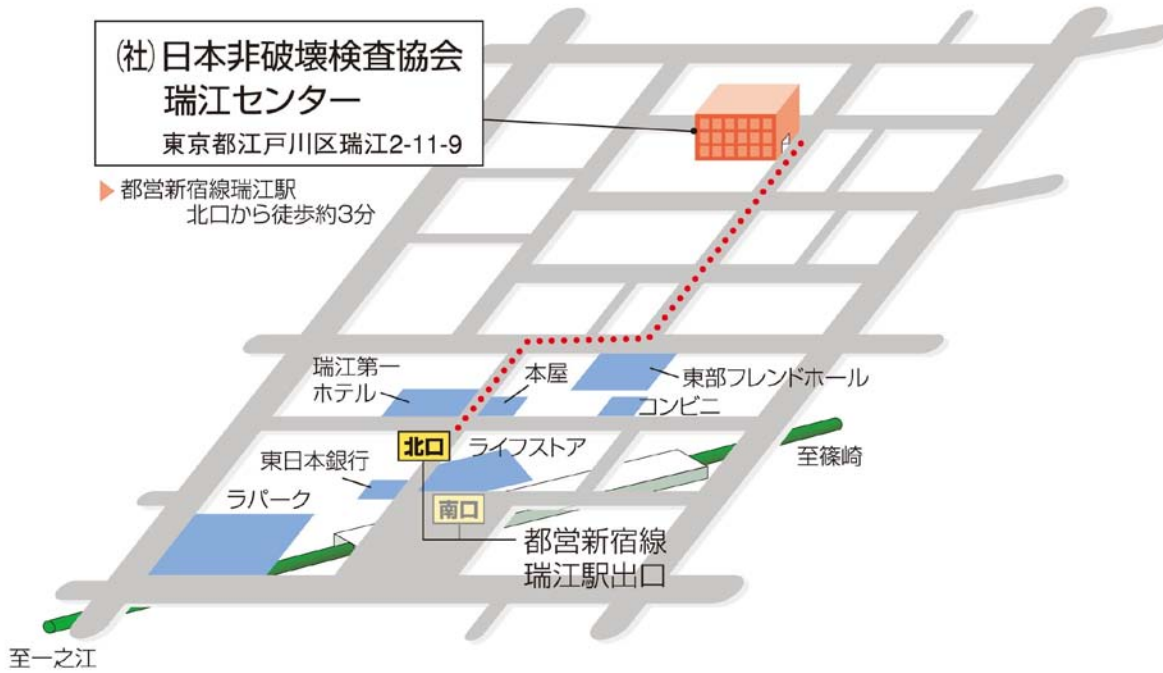 (社)日本非破壊検査協会
瑞江センター
東京都江戸川区瑞江2-11-9
都営新宿線瑞江駅
北口から徒歩約3分
瑞江第一
ホテル
本屋
東部フレンドホール
コンビニ
北口
ライフストア
至篠崎
東日本銀行
ラパーク
南口
都営新宿線
瑞江駅出口
至一之江